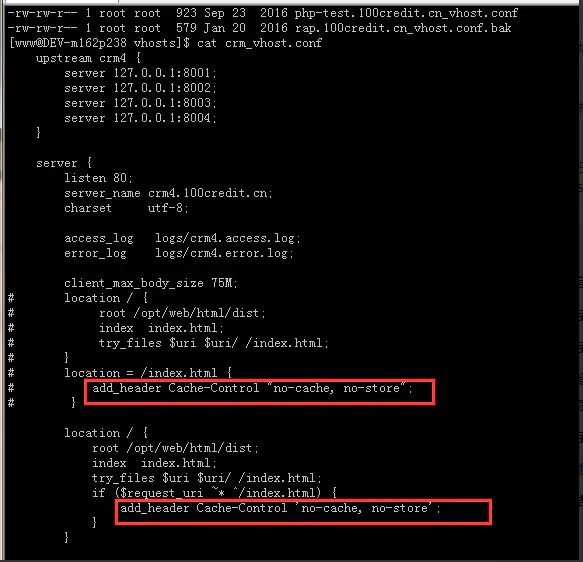 -rw-rw-r-- 1 root root  923 Sep 23  2016 php-test.100credit.cn_vhost.conf
-rw-rw-r-- 1 root root  579 Jan 20  2016 rap.100credit.cn_vhost.conf.bak
[www@DEV-m162p238 vhosts]$ cat crm_vhost.conf
    upstream crm4 {
        server 127.0.0.1:8001;
        server 127.0.0.1:8002;
        server 127.0.0.1:8003;
        server 127.0.0.1:8004;
    }
    server {
        listen 80;
        server_name crm4.100credit.cn;
        charset     utf-8;
        access_log   logs/crm4.access.log;
        error_log    logs/crm4.error.log;
        client_max_body_size 75M;
#       location / {
#            root /opt/web/html/dist;
#            index  index.html;
#            try_files $uri $uri/ /index.html;
#       }
#       location = /index.html {
#           add_header Cache-Control "no-cache, no-store";
#        }
        location / {
            root /opt/web/html/dist;
            index  index.html;
            try_files $uri $uri/ /index.html;
            if ($request_uri ~* ^/index.html) {
                add_header Cache-Control 'no-cache, no-store';
            }
        }